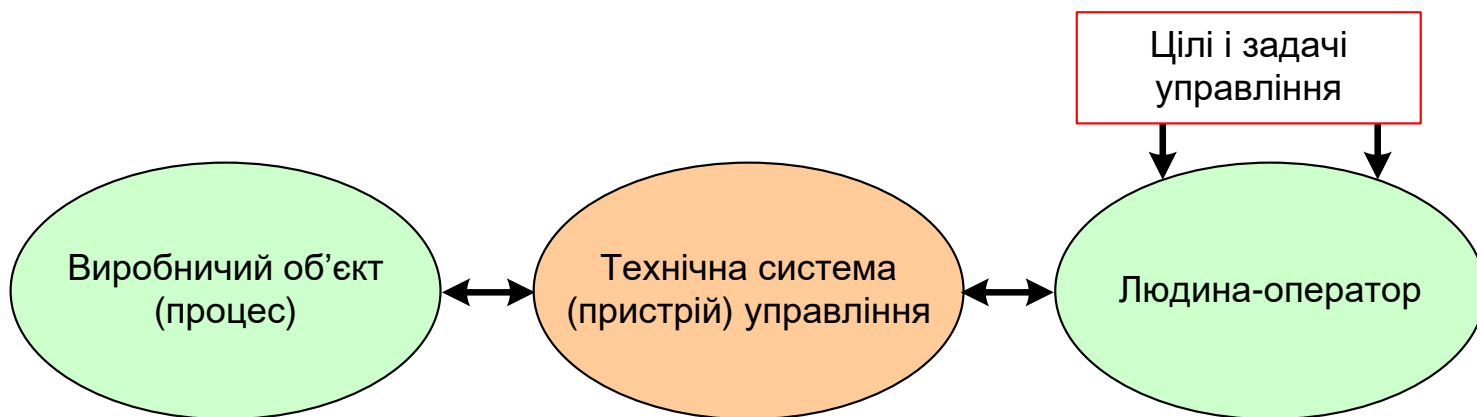 Цілі і задачі
управління
Виробничий об’єкт
(процес)
Технічна система
(пристрій) управління
Людина-оператор